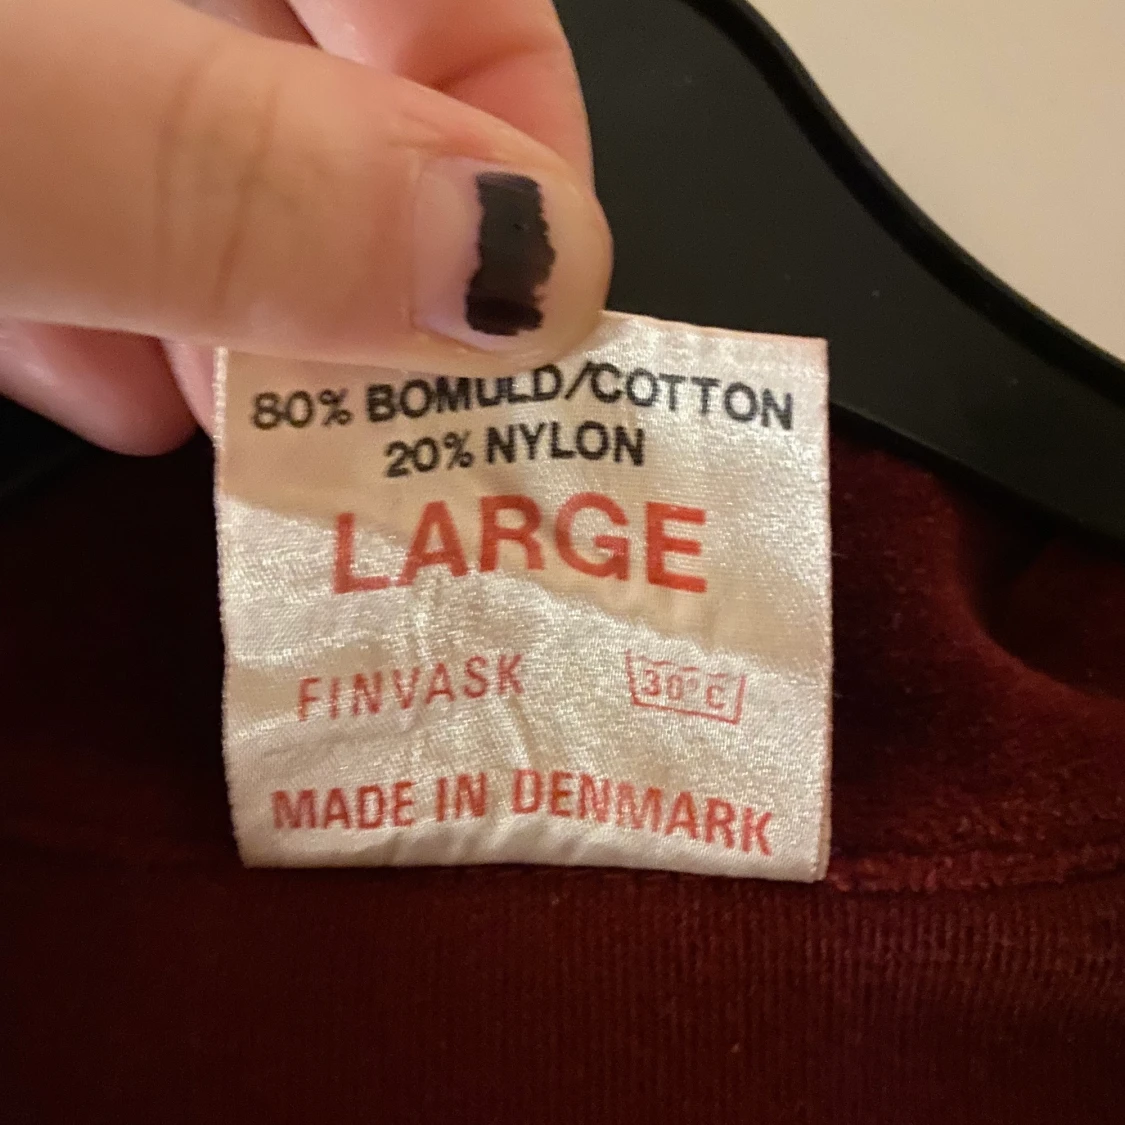 80% BOMULD/COTTON
20% NYLON
LARGE
FINVASK 30°C
MADE IN DENMARK